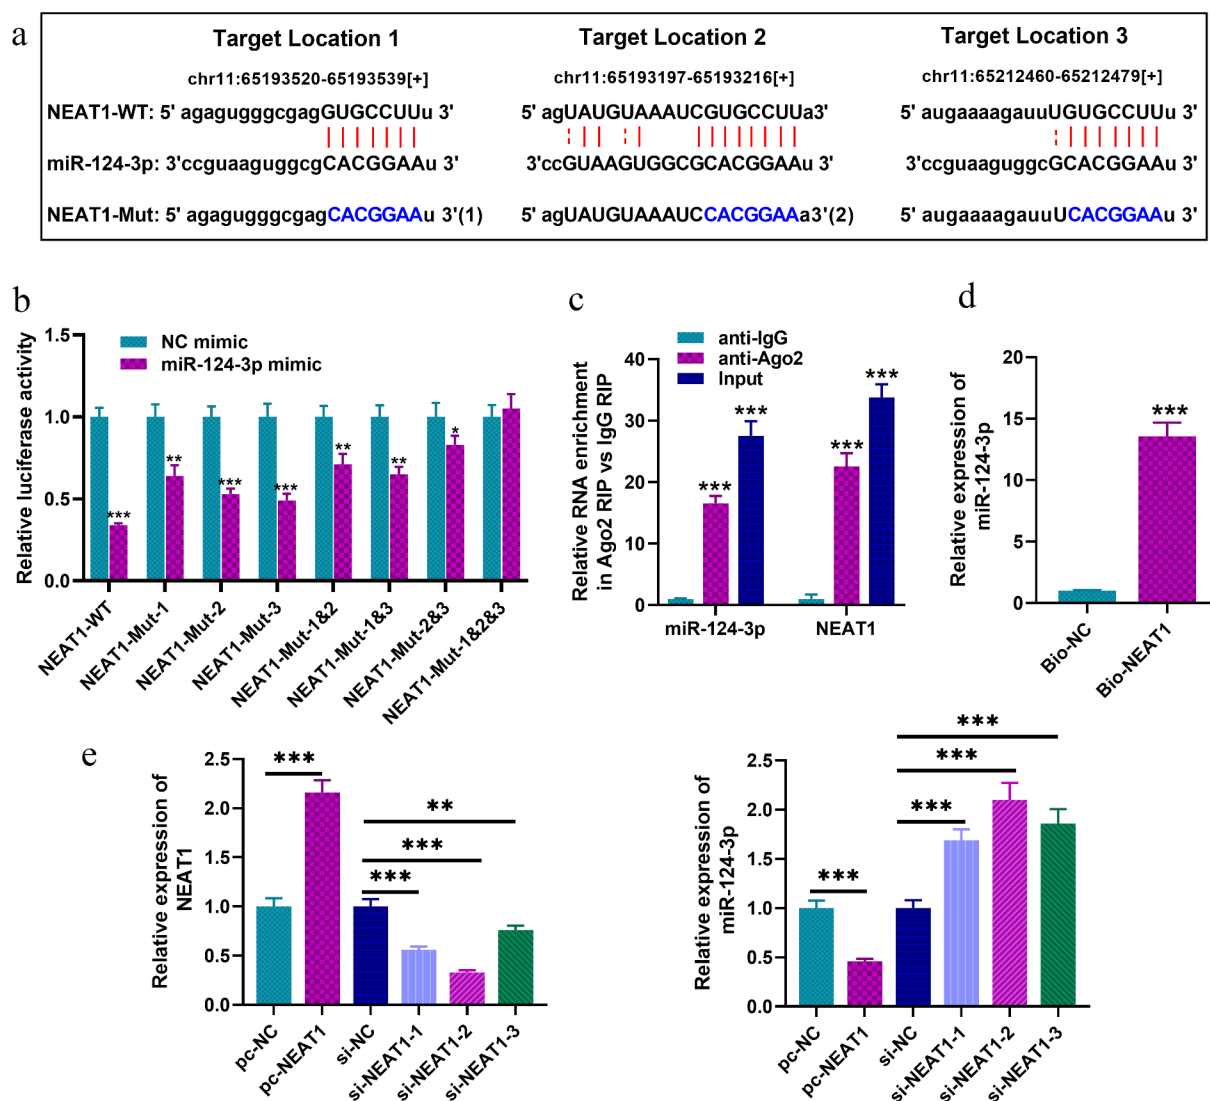 a
Target Location 1 Target Location 2 Target Location 3
chr11:65193520-65193539[+] chr11:65193197-65193216[+] chr11:65212460-65212479[+]
NEAT1-WT: 5' agagugggcgagGUGCCUUu 3' 5' agUAUGUAAAUCGUGCCUUa3' 5' augaaaagauuUGUGCCUUu 3'
miR-124-3p: 3'ccguaaguggcgCACGGAAu 3' 3'ccGUAAGUGGCGCACGGAAu 3' 3'ccguaaguggcGCACGGAAu 3'
NEAT1-Mut: 5' agagugggcgagCACGGAAu 3'(1) 5' agUAUGUAAAUCCACGGAAa3'(2) 5' augaaaagauuUCACGGAAu 3'
b
Relative luciferase activity
NC mimic
miR-124-3p mimic
1.5
1.0
0.5
0.0
***
**
***
***
**
**
*
NEAT1-WT
NEAT1-Mut-1
NEAT1-Mut-2
NEAT1-Mut-3
NEAT1-Mut-1&2
NEAT1-Mut-1&3
NEAT1-Mut-2&3
NEAT1-Mut-1&2&3
c
Relative RNA enrichment
in Ago2 RIP vs IgG RIP
anti-IgG
anti-Ago2
Input
40
30
20
10
0
***
***
***
***
miR-124-3p
NEAT1
d
Relative expression of
miR-124-3p
20
15
10
5
0
***
Bio-NC
Bio-NEAT1
e
Relative expression of
NEAT1
2.5
2.0
1.5
1.0
0.5
0.0
***
**
***
***
pc-NC
pc-NEAT1
si-NC
si-NEAT1-1
si-NEAT1-2
si-NEAT1-3
Relative expression of
miR-124-3p
2.5
2.0
1.5
1.0
0.5
0.0
***
***
***
***
pc-NC
pc-NEAT1
si-NC
si-NEAT1-1
si-NEAT1-2
si-NEAT1-3